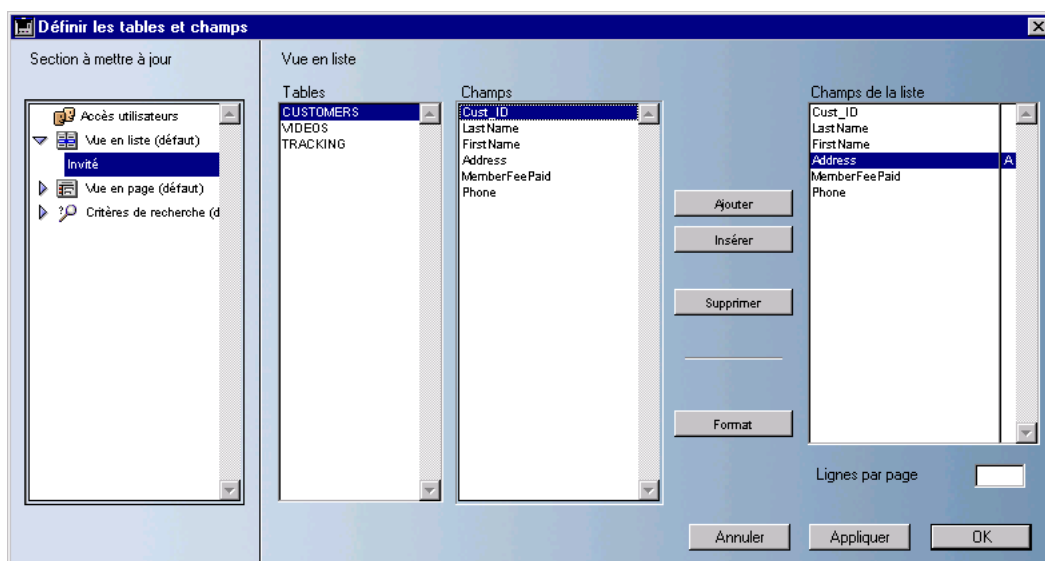 Définir les tables et champs
Section à mettre à jour
Accès utilisateurs
Vue en liste (défaut)
Invité
Vue en page (défaut)
Critères de recherche (d
Vue en liste
Tables
CUSTOMERS
VIDEOS
TRACKING
Champs
Cust_ID
LastName
FirstName
Address
MemberFeePaid
Phone
Ajouter
Insérer
Supprimer
Format
Champs de la liste
Cust_ID
LastName
FirstName
Address A
MemberFeePaid
Phone
Lignes par page
Annuler
Appliquer
OK